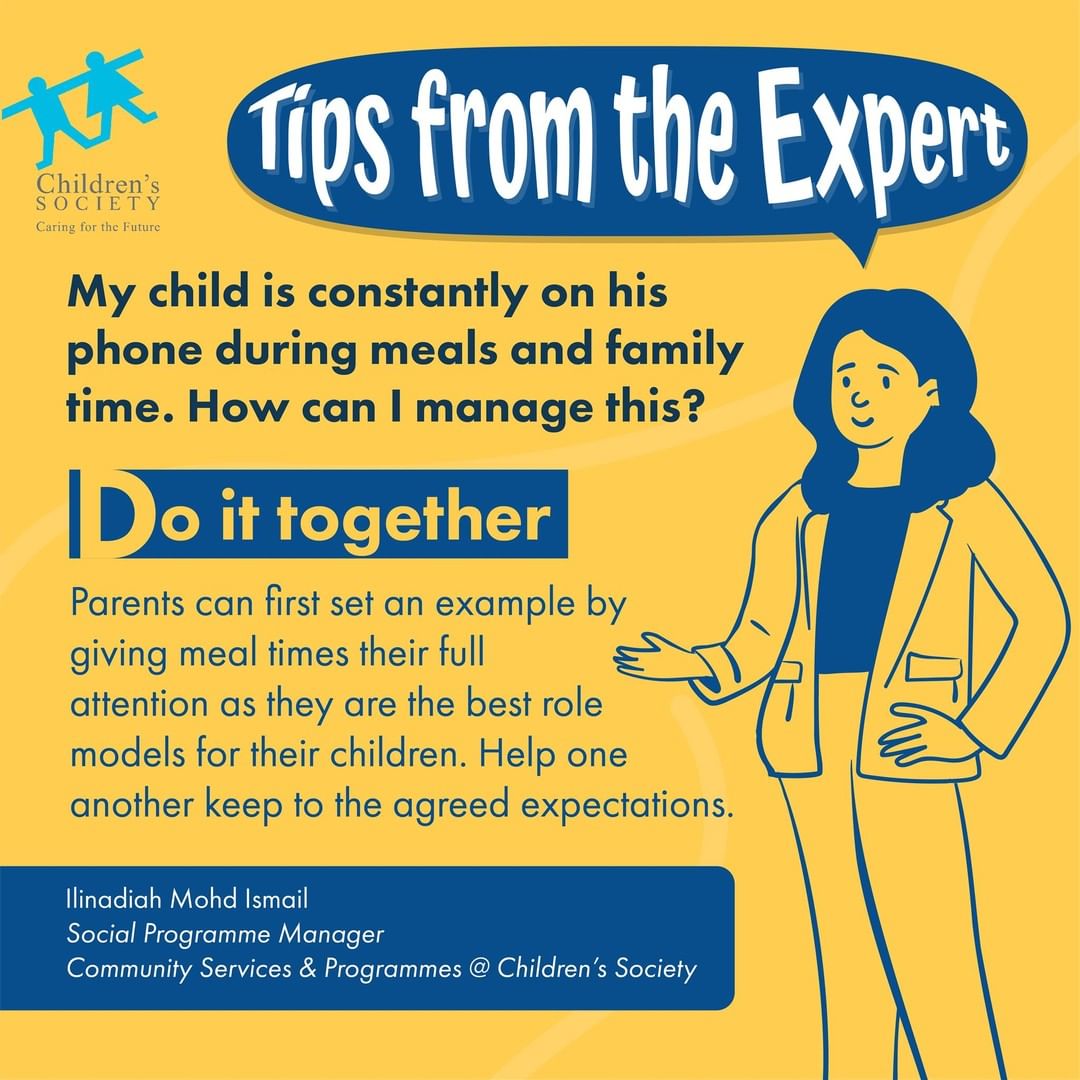 Children's
SOCIETY
Caring for the Future
Tips from the Expert
My child is constantly on his
phone during meals and family
time. How can I manage this?
Do it together
Parents can first set an example by
giving meal times their full
attention as they are the best role
models for their children. Help one
another keep to the agreed expectations.
Ilinadiah Mohd Ismail
Social Programme Manager
Community Services & Programmes @ Children's Society